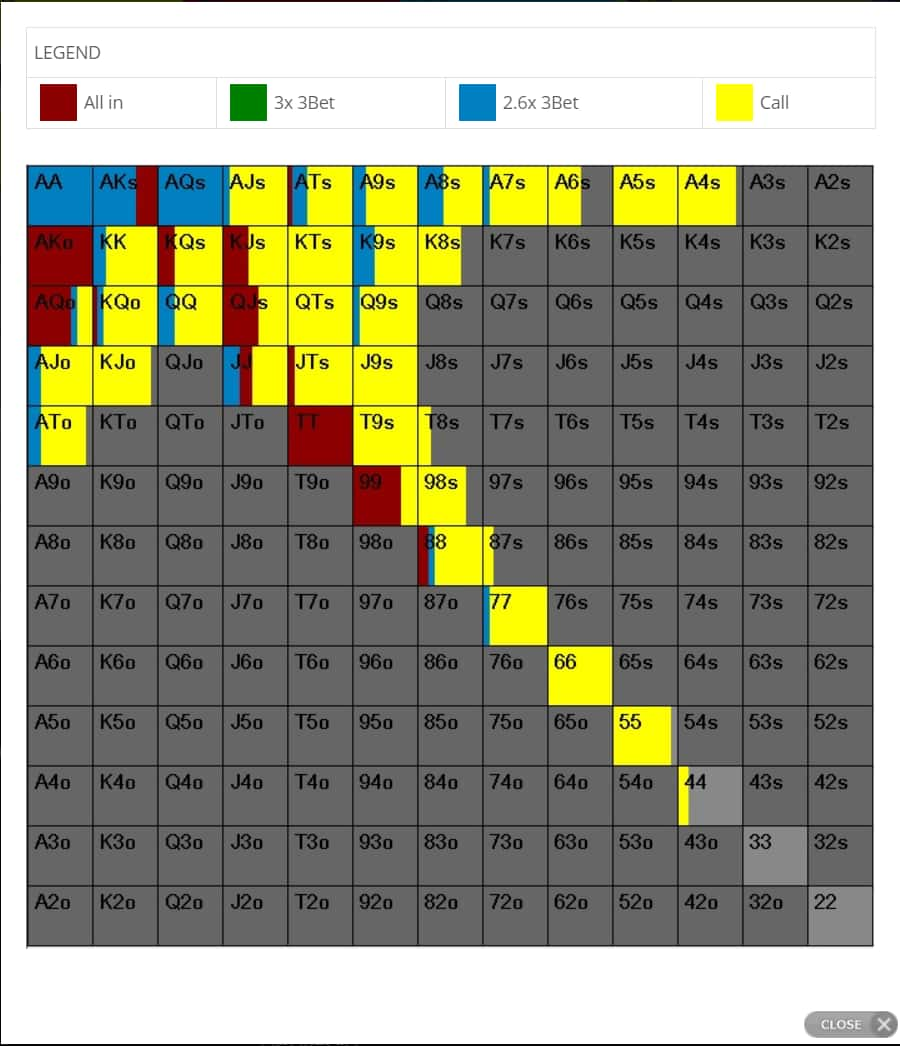 LEGEND
All in 3x 3Bet 2.6x 3Bet Call
AA AKs AQs AJs ATs A9s A8s A7s A6s A5s A4s A3s A2s
AKo KK KQs KJs KTs K9s K8s K7s K6s K5s K4s K3s K2s
AQo KQo QQ QJs QTs Q9s Q8s Q7s Q6s Q5s Q4s Q3s Q2s
AJo KJo QJo JJ JTs J9s J8s J7s J6s J5s J4s J3s J2s
ATo KTo QTo JTo TT T9s T8s T7s T6s T5s T4s T3s T2s
A9o K9o Q9o J9o T9o 99 98s 97s 96s 95s 94s 93s 92s
A8o K8o Q8o J8o T8o 98o 88 87s 86s 85s 84s 83s 82s
A7o K7o Q7o J7o T7o 97o 87o 77 76s 75s 74s 73s 72s
A6o K6o Q6o J6o T6o 96o 86o 76o 66 65s 64s 63s 62s
A5o K5o Q5o J5o T5o 95o 85o 75o 65o 55 54s 53s 52s
A4o K4o Q4o J4o T4o 94o 84o 74o 64o 54o 44 43s 42s
A3o K3o Q3o J3o T3o 93o 83o 73o 63o 53o 43o 33 32s
A2o K2o Q2o J2o T2o 92o 82o 72o 62o 52o 42o 32o 22
CLOSE